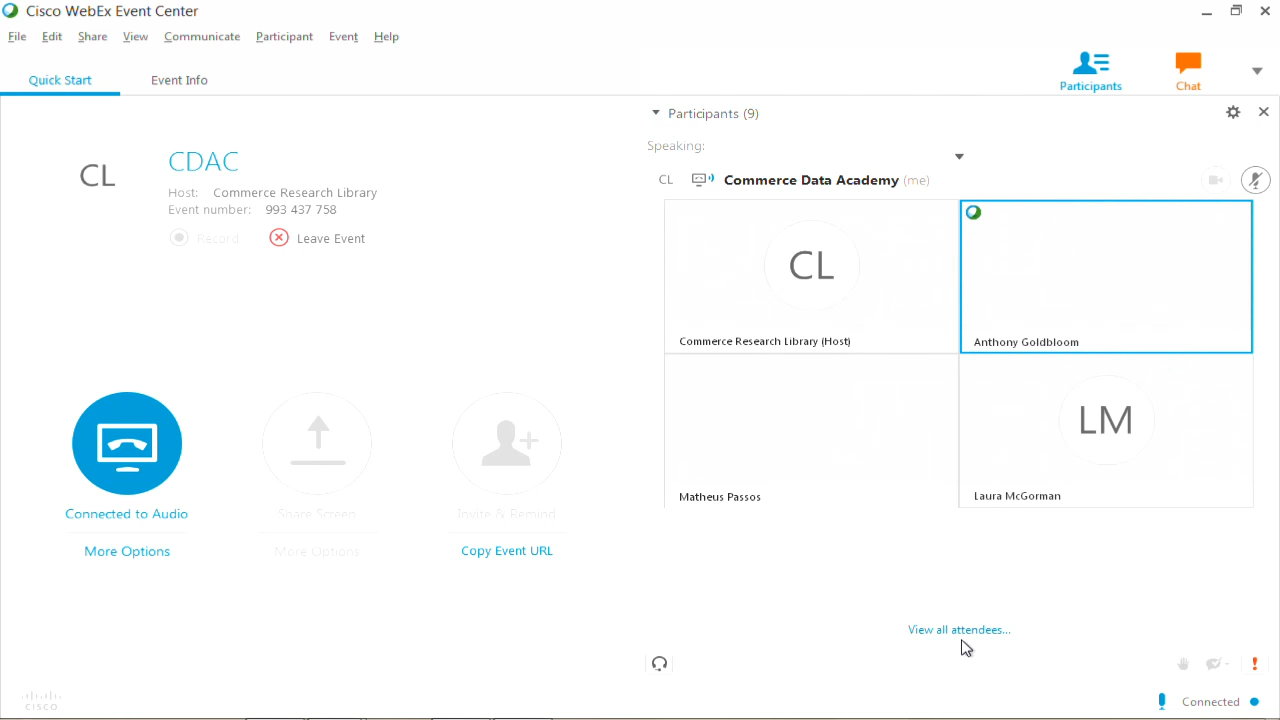 Cisco WebEx Event Center
File Edit Share View Communicate Participant Event Help
Quick Start Event Info
Participants Chat
Participants (9)
Speaking:
CL Commerce Data Academy (me)
CL
CDAC
Host: Commerce Research Library
Event number: 993 437 758
Record Leave Event
CL
Commerce Research Library (Host)
Anthony Goldbloom
Matheus Passos
LM
Laura McGorman
Connected to Audio
More Options
Share Screen
More Options
Invite & Remind
Copy Event URL
View all attendees...
cisco
Connected